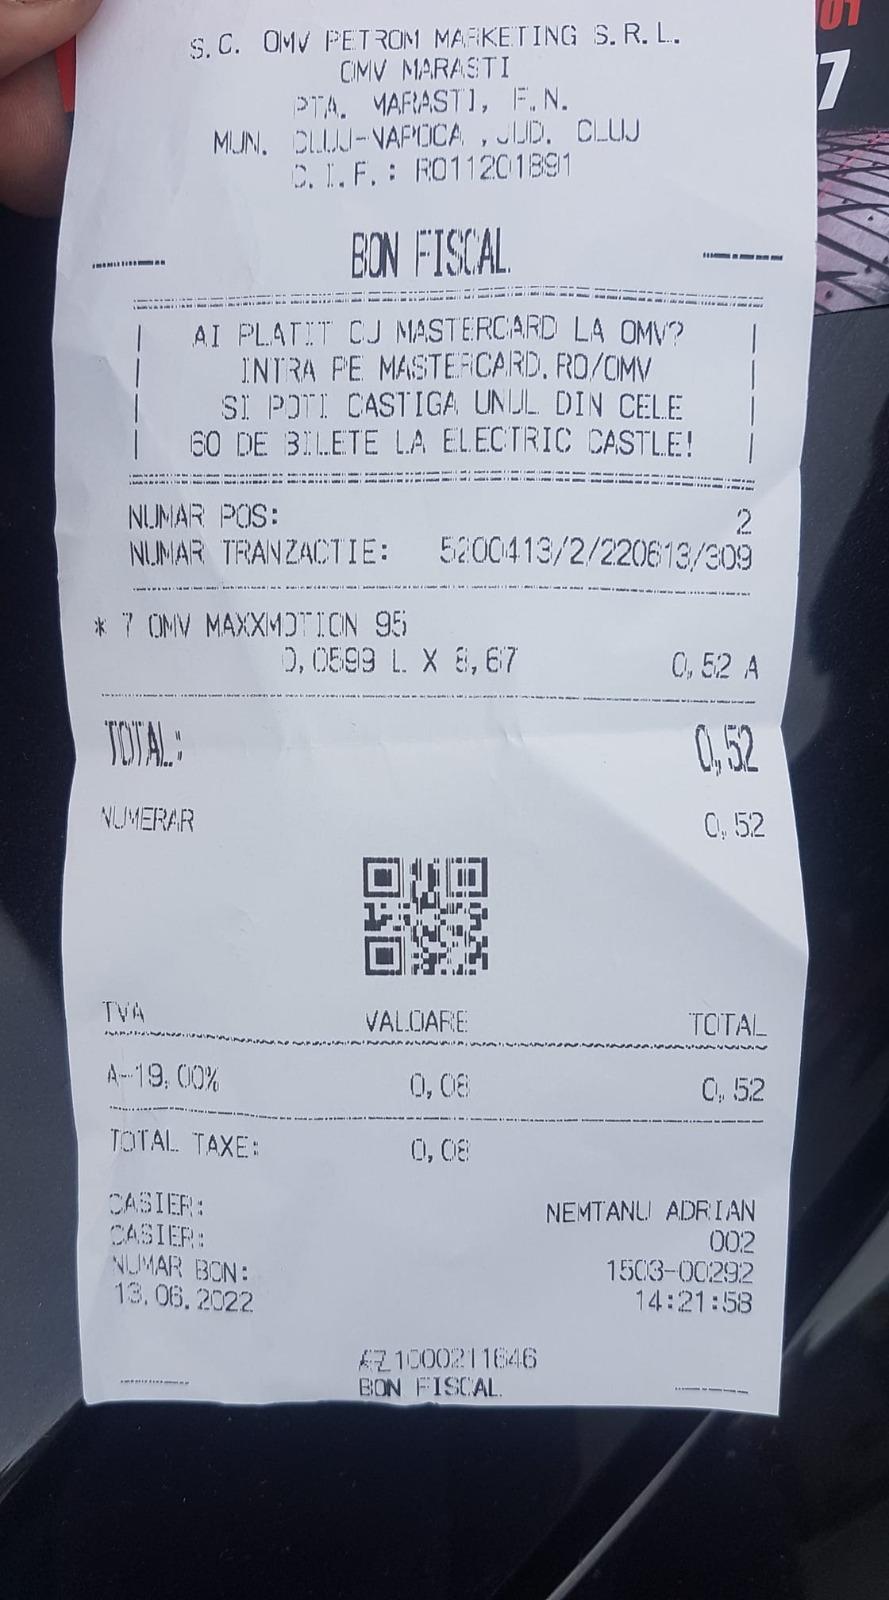 S.C. OMV PETROM MARKETING S.R.L.
OMV MARASTI
PTA. MARASTI, F.N.
MUN. CLUJ-NAPOCA ,JUD. CLUJ
C.I.F.: RO11201891
BON FISCAL
AI PLATIT CU MASTERCARD LA OMV?
INTRA PE MASTERCARD.RO/OMV
SI POTI CASTIGA UNUL DIN CELE
60 DE BILETE LA ELECTRIC CASTLE!
NUMAR POS: 2
NUMAR TRANZACTIE: 5200413/2/220613/309
* 7 OMV MAXXMOTION 95
0,0599 L X 8,67 0,52 A
TOTAL: 0,52
NUMERAR 0,52
TVA VALOARE TOTAL
A-19,00% 0,08 0,52
TOTAL TAXE: 0,08
CASIER: NEMTANU ADRIAN
CASIER: 002
NUMAR BON: 1503-00292
13.06.2022 14:21:58
1000211646
BON FISCAL